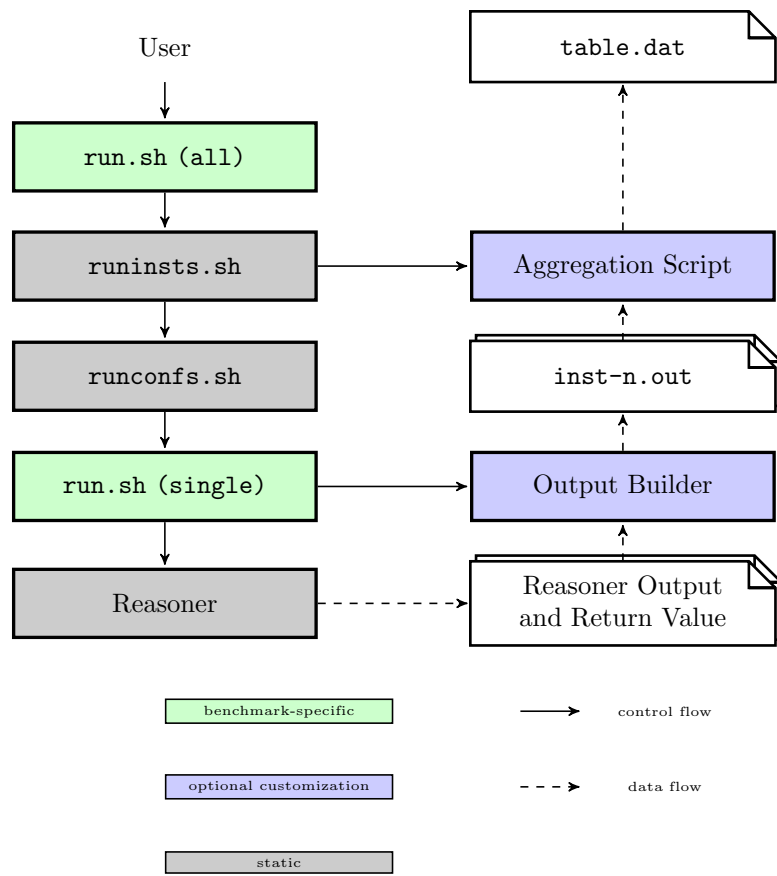 User
table.dat
run.sh (all)
runinsts.sh
Aggregation Script
runconfs.sh
inst-n.out
run.sh (single)
Output Builder
Reasoner
Reasoner Output
and Return Value
benchmark-specific
control flow
optional customization
data flow
static